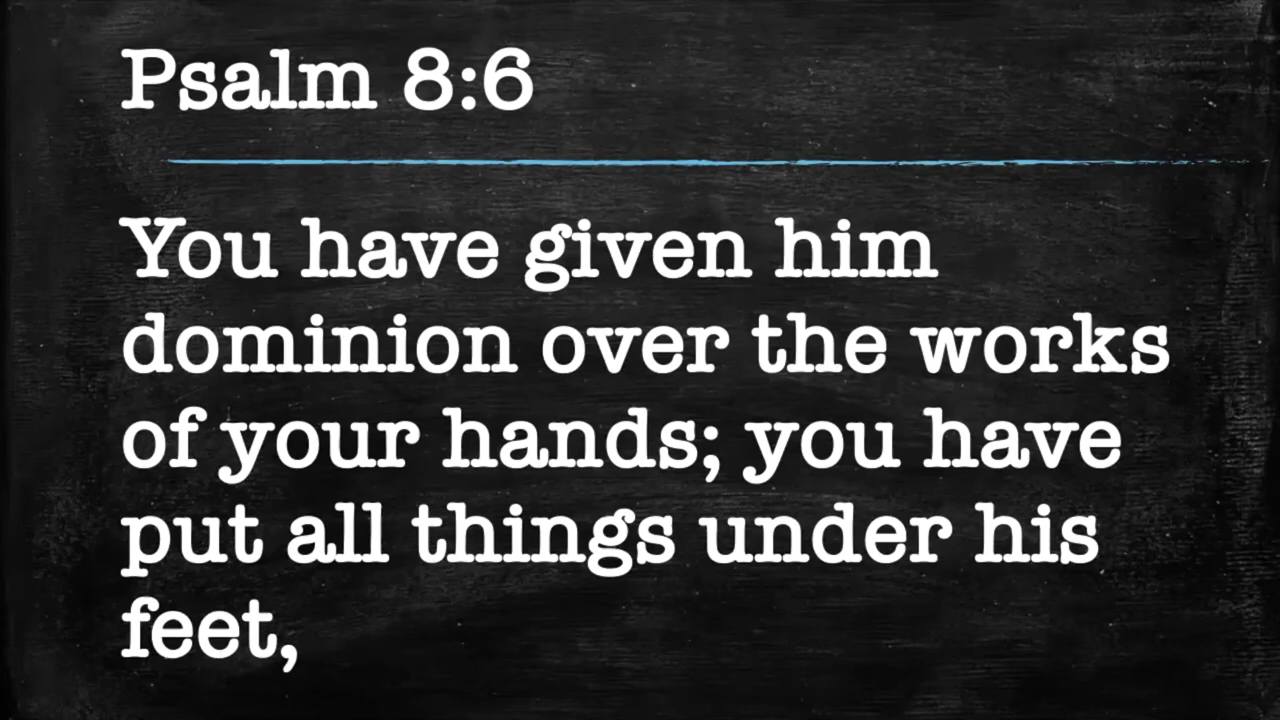 Psalm 8:6
You have given him
dominion over the works
of your hands; you have
put all things under his
feet,